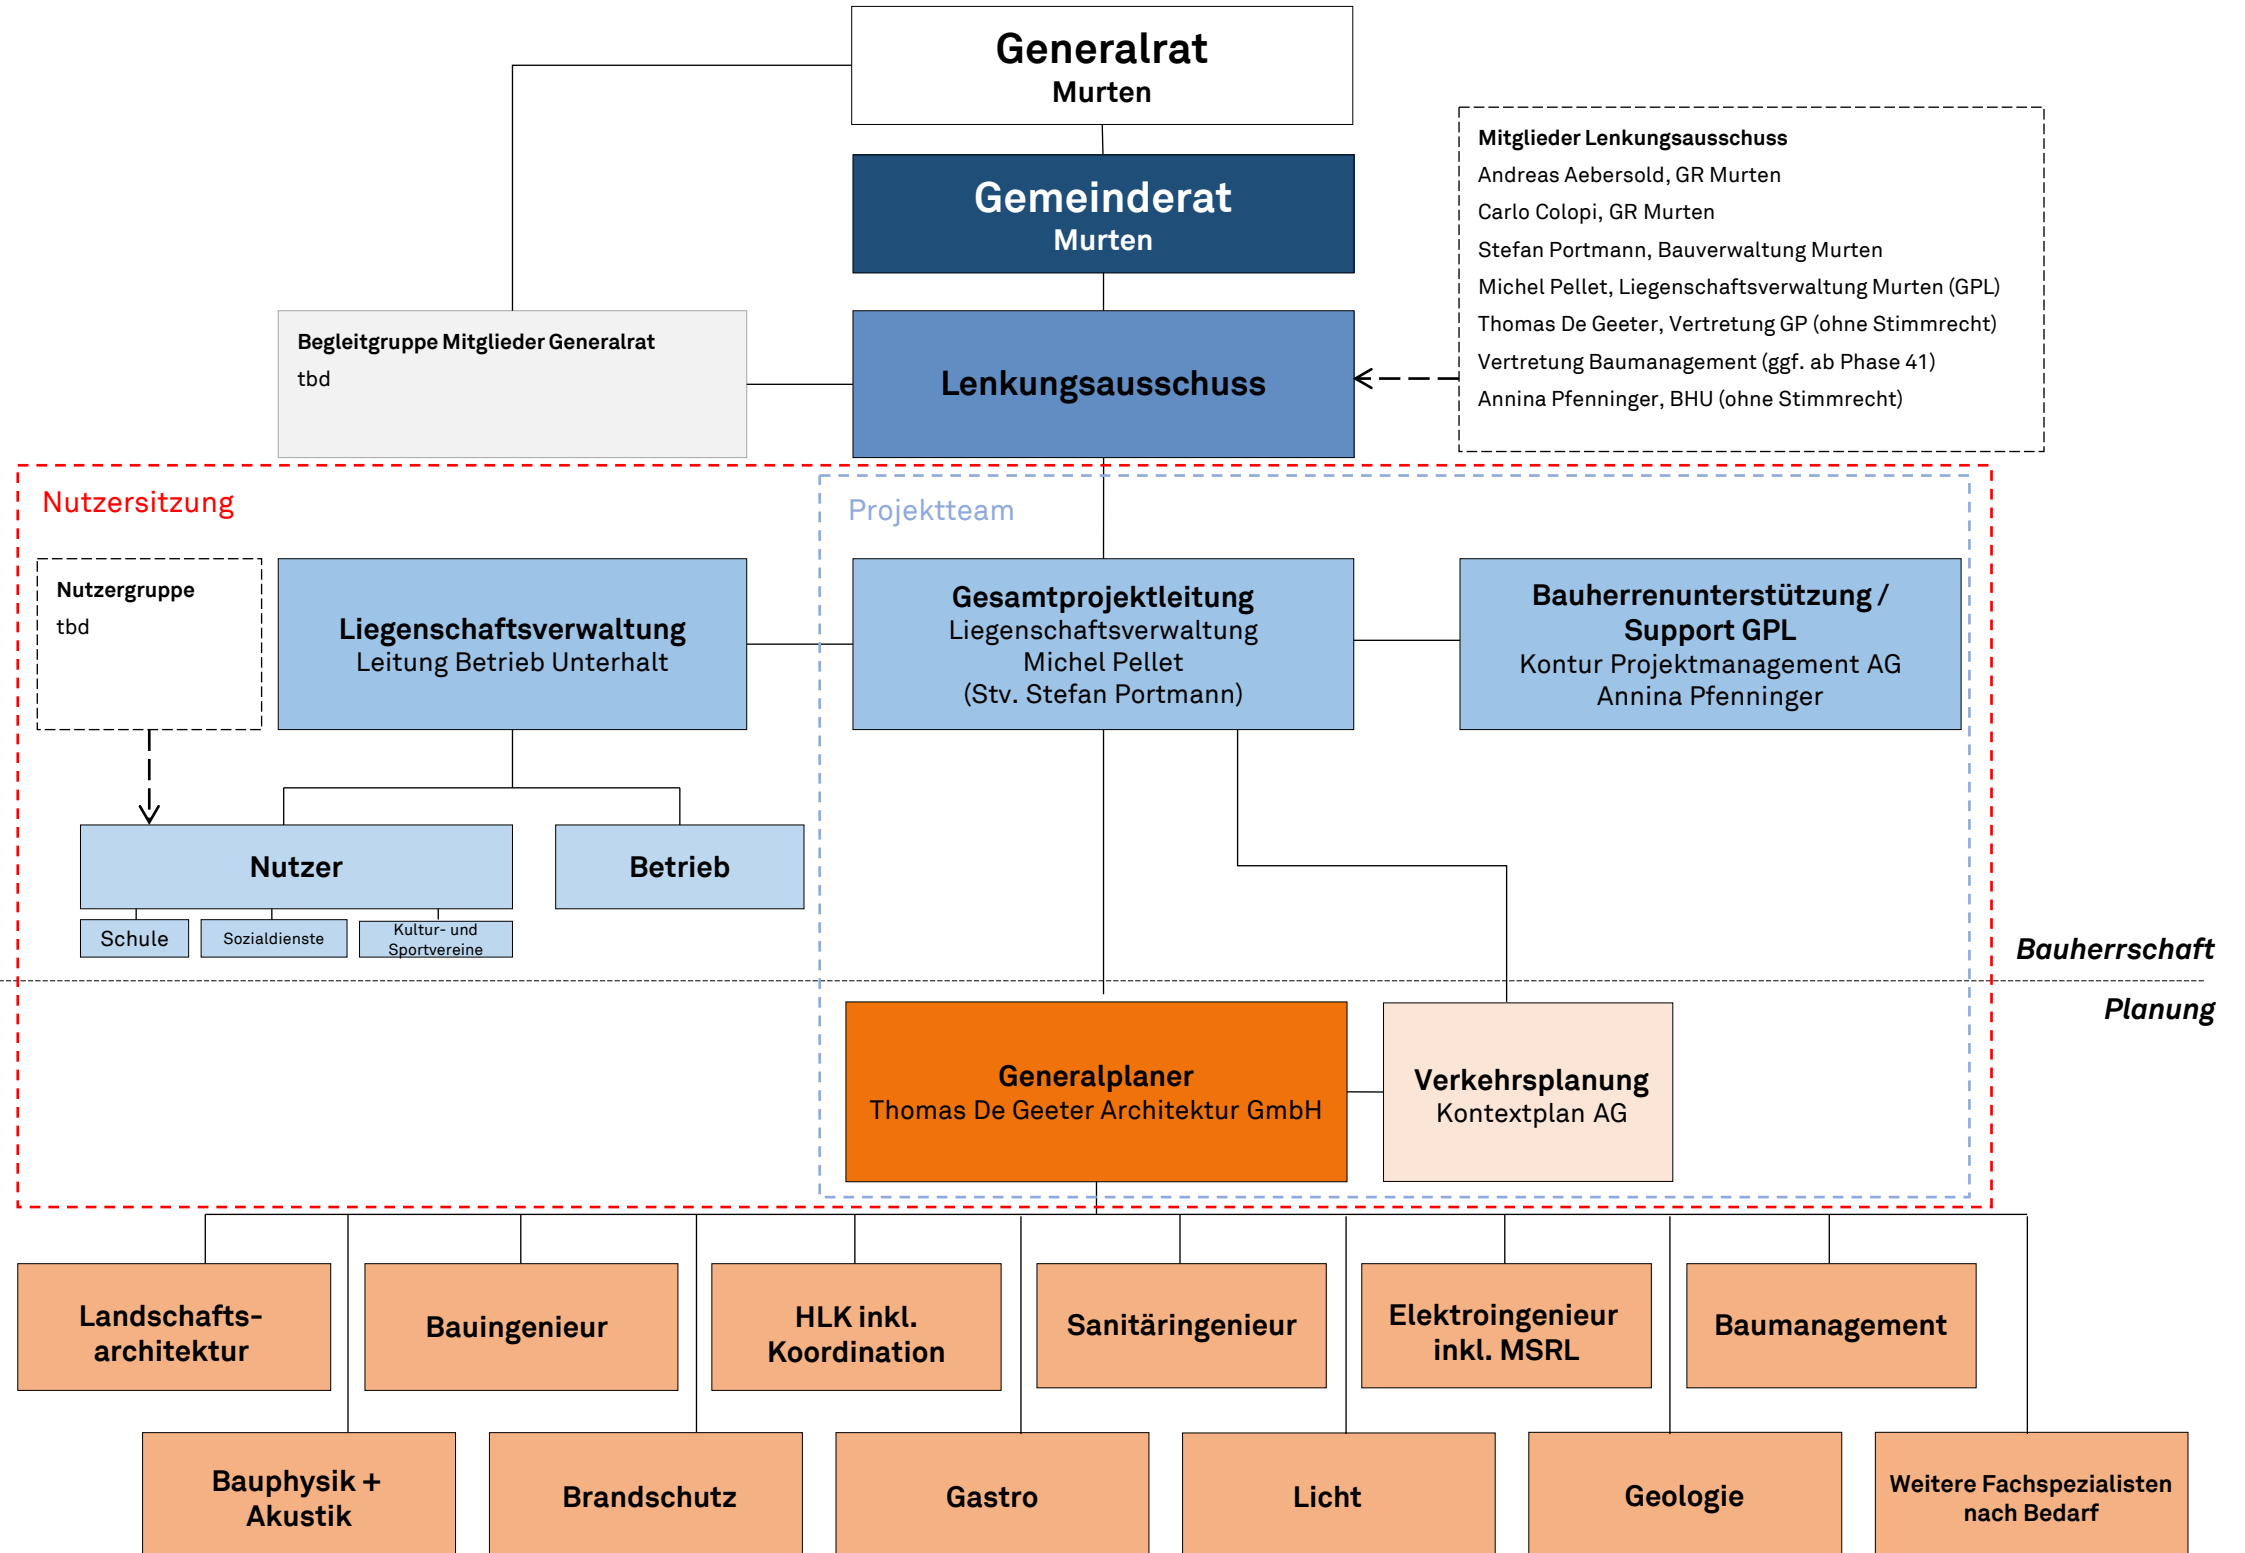 Generalrat
Murten
Gemeinderat
Murten
Mitglieder Lenkungsausschuss
Andreas Aebersold, GR Murten
Carlo Colopi, GR Murten
Stefan Portmann, Bauverwaltung Murten
Michel Pellet, Liegenschaftsverwaltung Murten (GPL)
Thomas De Geeter, Vertretung GP (ohne Stimmrecht)
Vertretung Baumanagement (ggf. ab Phase 41)
Annina Pfenninger, BHU (ohne Stimmrecht)
Begleitgruppe Mitglieder Generalrat
tbd
Lenkungsausschuss
Nutzersitzung
Projektteam
Nutzergruppe
tbd
Liegenschaftsverwaltung
Leitung Betrieb Unterhalt
Gesamtprojektleitung
Liegenschaftsverwaltung
Michel Pellet
(Stv. Stefan Portmann)
Bauherrenunterstützung /
Support GPL
Kontur Projektmanagement AG
Annina Pfenninger
Nutzer
Betrieb
Schule
Sozialdienste
Kultur- und
Sportvereine
Bauherrschaft
Planung
Generalplaner
Thomas De Geeter Architektur GmbH
Verkehrsplanung
Kontextplan AG
Landschafts-
architektur
Bauingenieur
HLK inkl.
Koordination
Sanitäringenieur
Elektroingenieur
inkl. MSRL
Baumanagement
Bauphysik +
Akustik
Brandschutz
Gastro
Licht
Geologie
Weitere Fachspezialisten
nach Bedarf